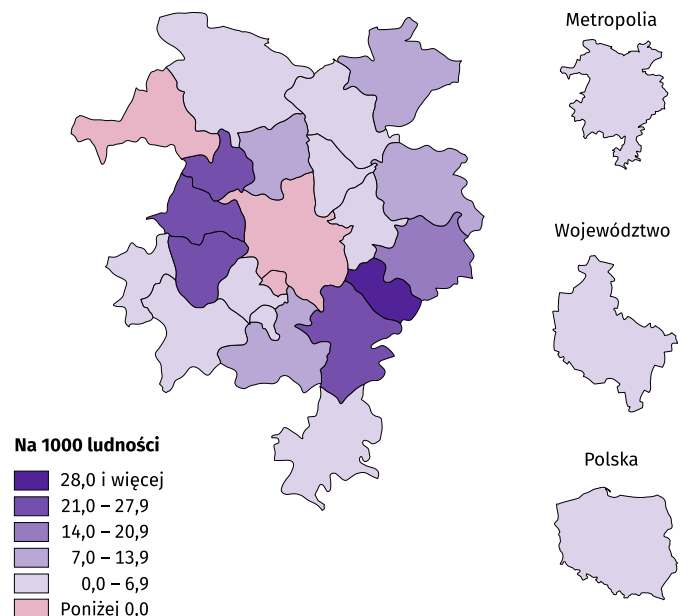 Metropolia
Województwo
Polska
Na 1000 ludności
28,0 i więcej
21,0 – 27,9
14,0 – 20,9
7,0 – 13,9
0,0 – 6,9
Poniżej 0,0